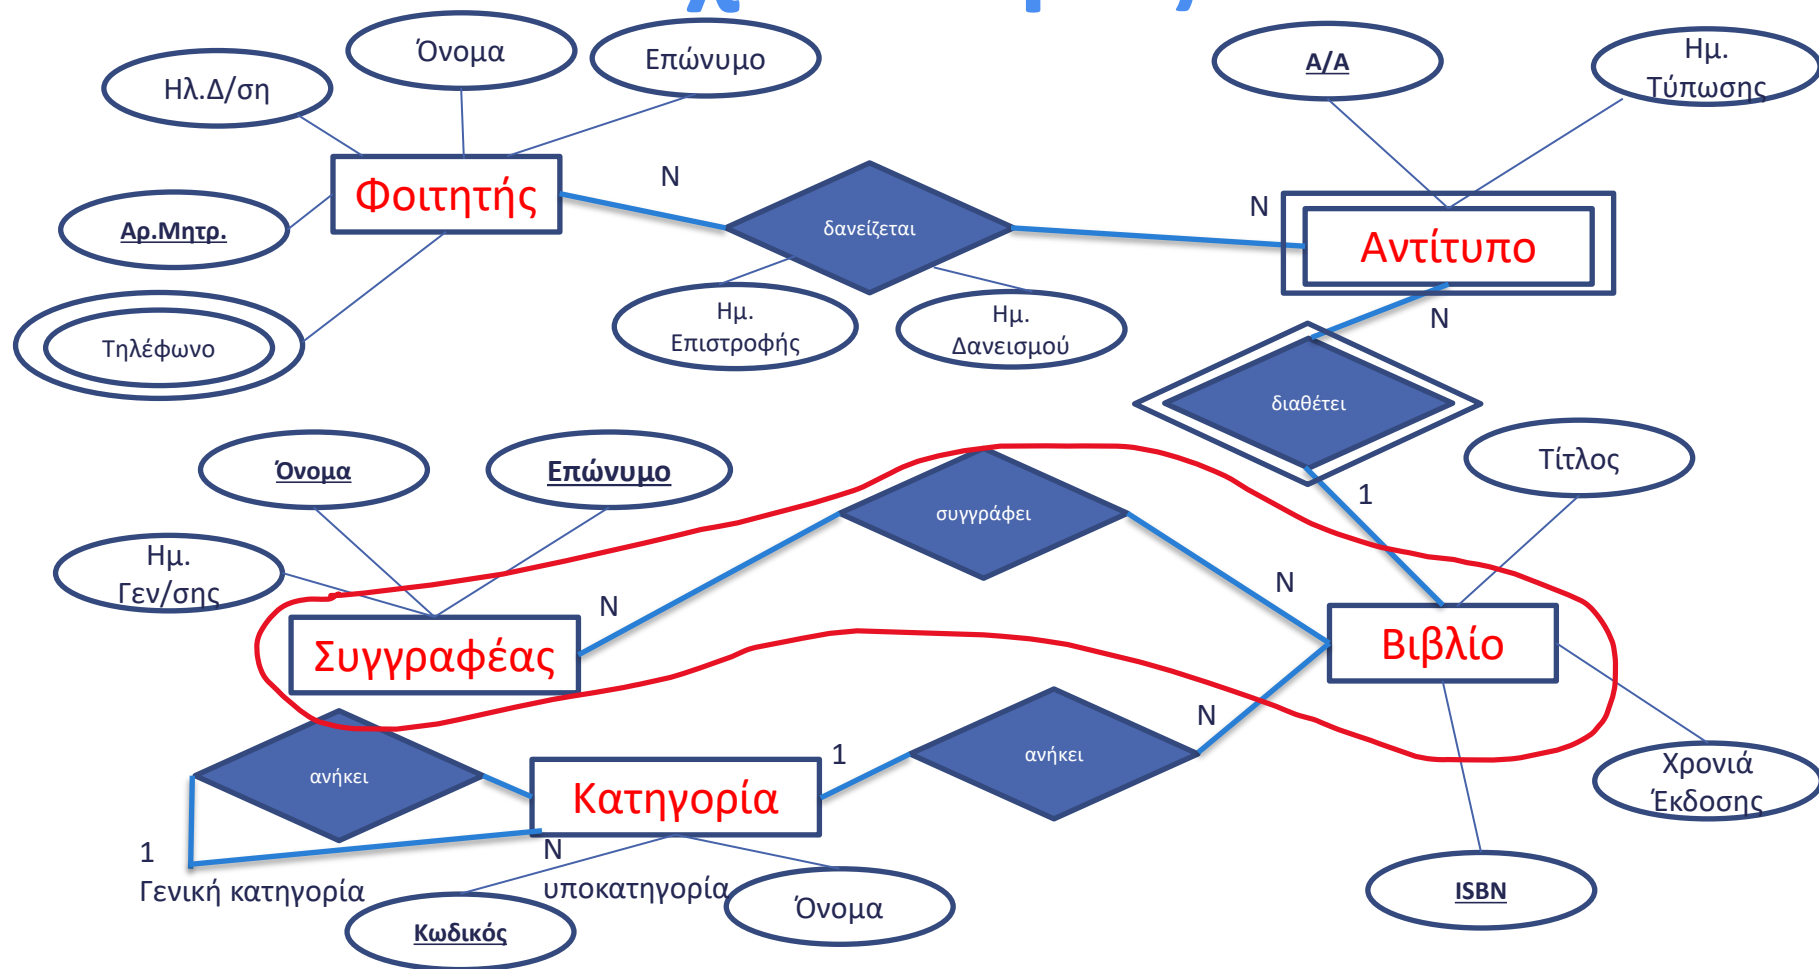 Όνομα
Επώνυμο
Ηλ.Δ/ση
Α/Α
Ημ.
Τύπωσης
Φοιτητής
N
δανείζεται
N
Αντίτυπο
Αρ.Μητρ.
Τηλέφωνο
Ημ.
Επιστροφής
Ημ.
Δανεισμού
N
διαθέτει
1
Τίτλος
Όνομα
Επώνυμο
συγγράφει
Ημ.
Γεν/σης
N
N
Συγγραφέας
Βιβλίο
N
1
ανήκει
ανήκει
Κατηγορία
Χρονιά
Έκδοσης
1
Γενική κατηγορία
N
υποκατηγορία
Όνομα
Κωδικός
ISBN